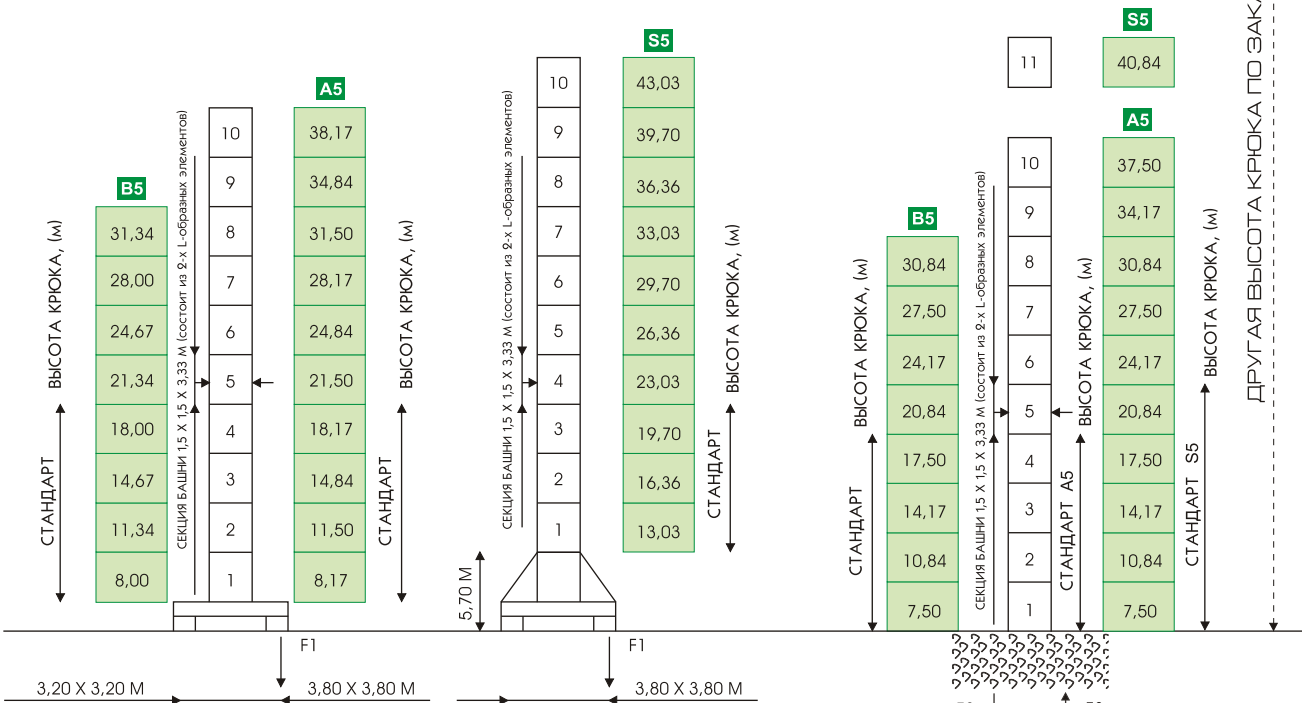 B5
31,34
28,00
24,67
21,34
18,00
14,67
11,34
8,00
ВЫСОТА КРЮКА, (м)
СТАНДАРТ
СЕКЦИЯ БАШНИ 1,5 X 1,5 X 3,33 М (состоит из 2-х L-образных элементов)
10
9
8
7
6
5
4
3
2
1
A5
38,17
34,84
31,50
28,17
24,84
21,50
18,17
14,84
11,50
8,17
ВЫСОТА КРЮКА, (м)
СТАНДАРТ
F1
3,20 X 3,20 М
3,80 X 3,80 М
СЕКЦИЯ БАШНИ 1,5 X 1,5 X 3,33 М (состоит из 2-х L-образных элементов)
10
9
8
7
6
5
4
3
2
1
5,70 М
S5
43,03
39,70
36,36
33,03
29,70
26,36
23,03
19,70
16,36
13,03
ВЫСОТА КРЮКА, (м)
СТАНДАРТ
F1
3,80 X 3,80 М
ВЫСОТА КРЮКА, (м)
СТАНДАРТ
B5
30,84
27,50
24,17
20,84
17,50
14,17
10,84
7,50
СЕКЦИЯ БАШНИ 1,5 X 1,5 X 3,33 М (состоит из 2-х L-образных элементов)
11
10
9
8
7
6
5
4
3
2
1
ВЫСОТА КРЮКА, (м)
СТАНДАРТ A5
S5
40,84
A5
37,50
34,17
30,84
27,50
24,17
20,84
17,50
14,17
10,84
7,50
ВЫСОТА КРЮКА, (м)
СТАНДАРТ S5
ДРУГАЯ ВЫСОТА КРЮКА ПО ЗАКА